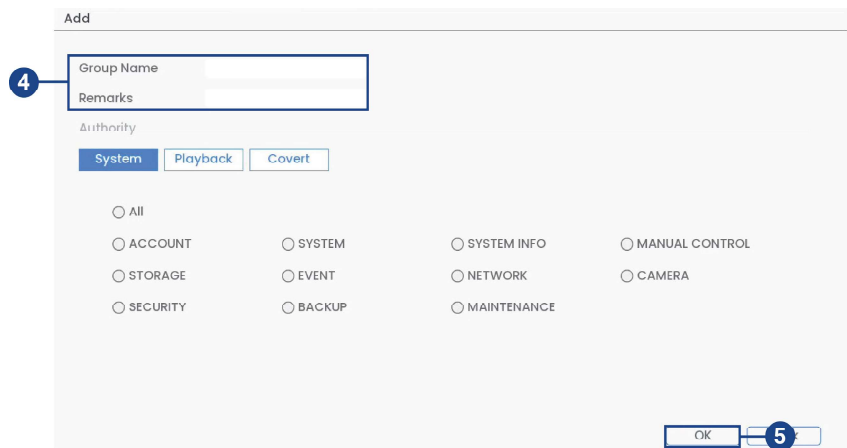 Add
Group Name
4
Remarks
Authority
System Playback Covert
All
ACCOUNT SYSTEM SYSTEM INFO MANUAL CONTROL
STORAGE EVENT NETWORK CAMERA
SECURITY BACKUP MAINTENANCE
OK 5